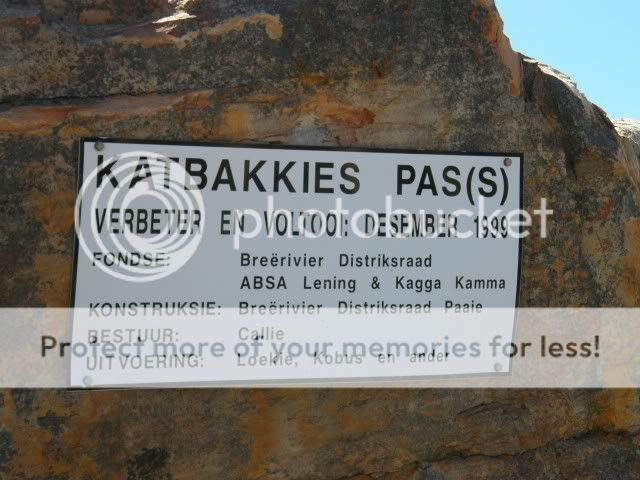 KATBAKKIES PAS(S)
VERBETER EN VOLTOOI: DESEMBER 1999
FONDSE: Breërivier Distriksraad
ABSA Lening & Kagga Kamma
KONSTRUKSIE: Breërivier Distriksraad Paaie
BESTUUR: Callie
UITVOERING: Loekie, Kobus en ander
photobucket
Protect more of your memories for less!